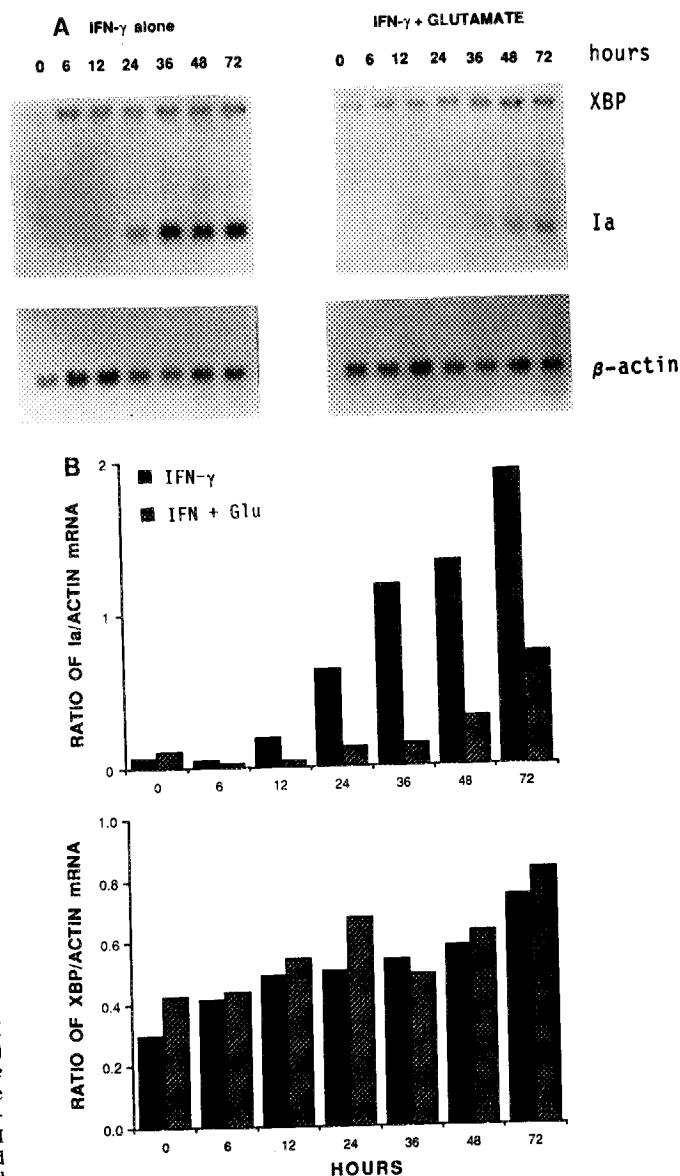 A IFN-γ alone
0 6 12 24 36 48 72
IFN-γ + GLUTAMATE
0 6 12 24 36 48 72 hours
XBP
Ia
β-actin
B
RATIO OF Ia/ACTIN mRNA
2
1
0
IFN-γ
IFN + Glu
0 6 12 24 36 48 72
RATIO OF XBP/ACTIN mRNA
1.0
0.8
0.6
0.4
0.2
0.0
0 6 12 24 36 48 72
HOURS